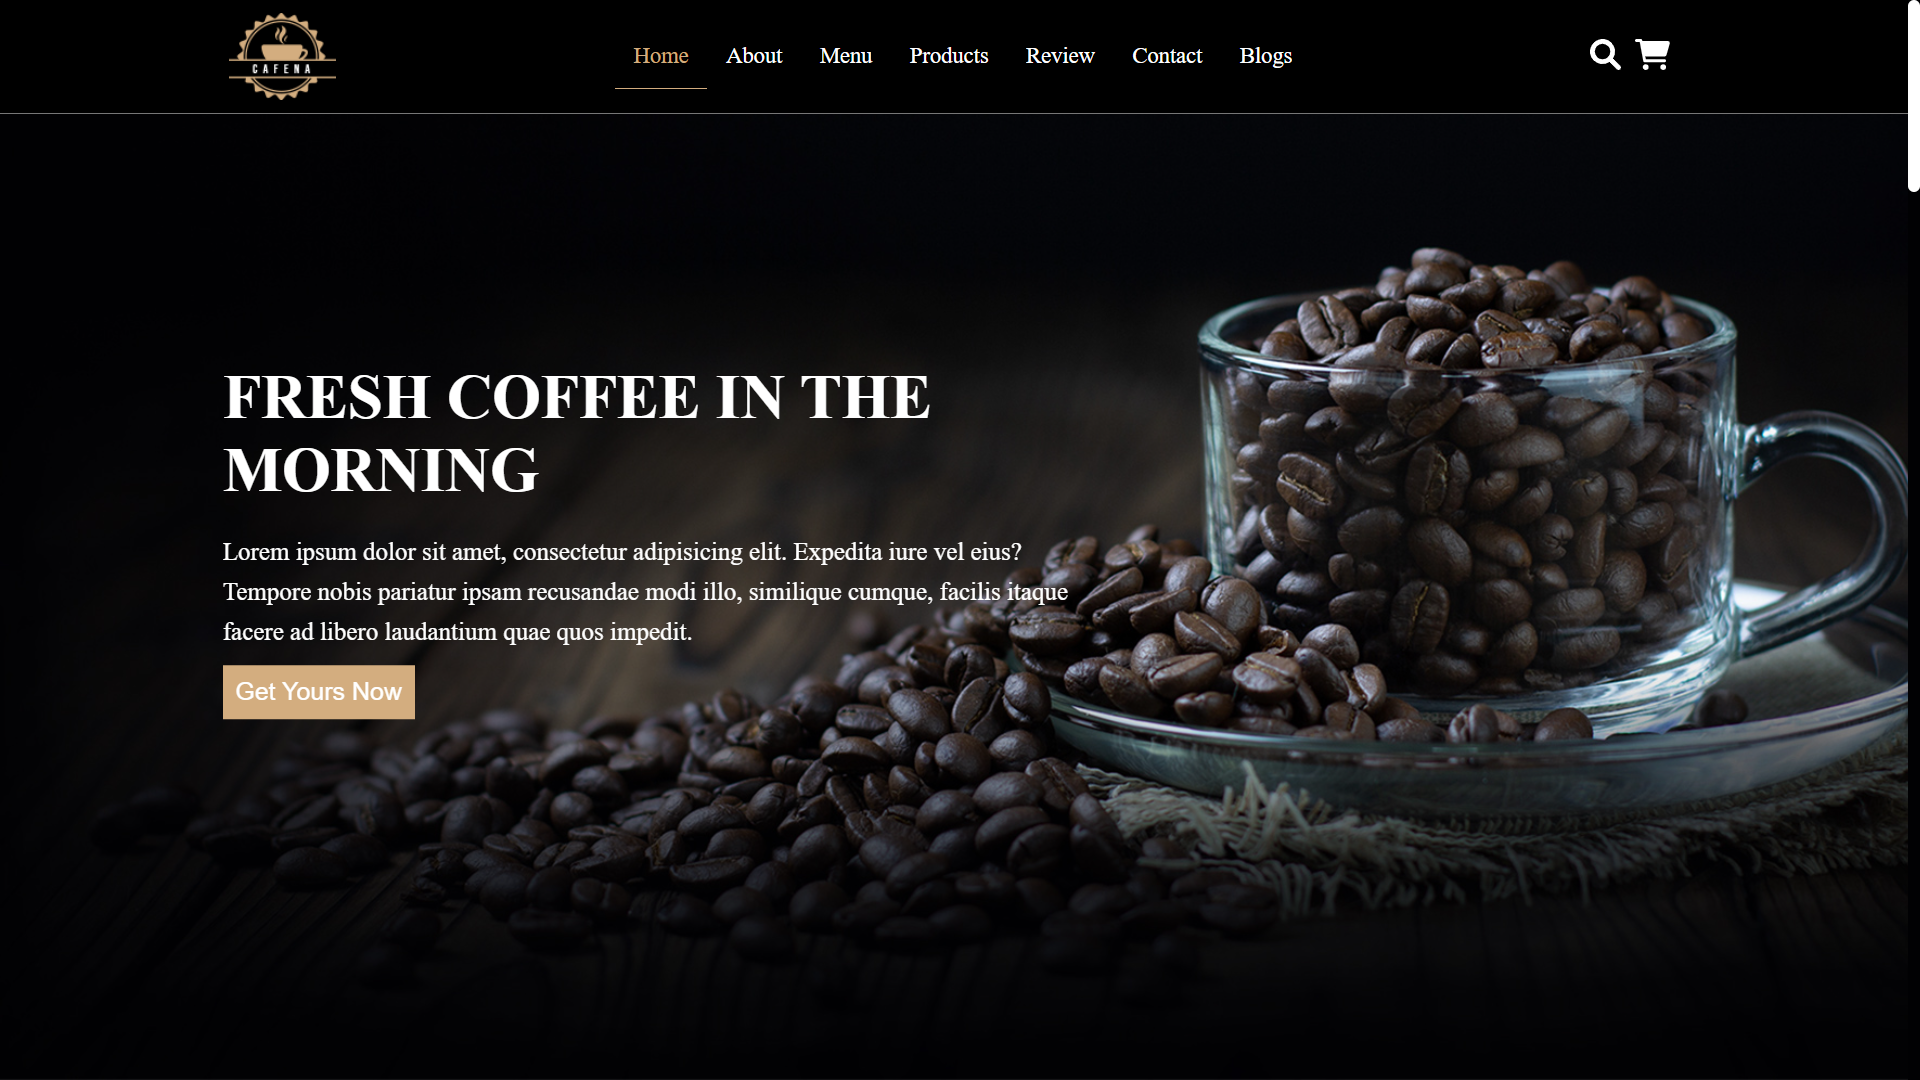 CAFENA
Home About Menu Products Review Contact Blogs
FRESH COFFEE IN THE
MORNING
Lorem ipsum dolor sit amet, consectetur adipisicing elit. Expedita iure vel eius?
Tempore nobis pariatur ipsam recusandae modi illo, similique cumque, facilis itaque
facere ad libero laudantium quae quos impedit.
Get Yours Now